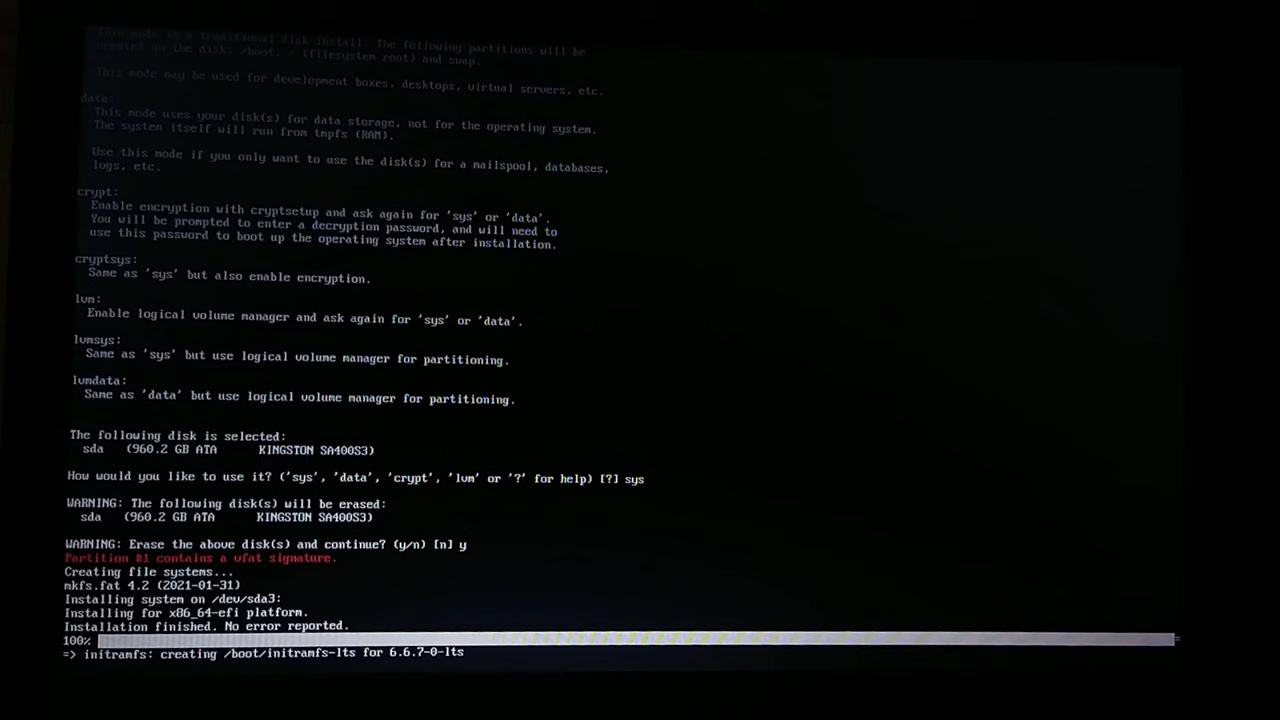 This mode is a traditional disk install. The following partitions will be
created on the disk: /boot, / (filesystem root) and swap.
This mode may be used for development boxes, desktops, virtual servers, etc.
data:
This mode uses your disk(s) for data storage, not for the operating system.
The system itself will run from tmpfs (RAM).
Use this mode if you only want to use the disk(s) for a mailspool, databases,
logs, etc.
crypt:
Enable encryption with cryptsetup and ask again for 'sys' or 'data'.
You will be prompted to enter a decryption password, and will need to
use this password to boot up the operating system after installation.
cryptsys:
Same as 'sys' but also enable encryption.
lvm:
Enable logical volume manager and ask again for 'sys' or 'data'.
lvmsys:
Same as 'sys' but use logical volume manager for partitioning.
lvmdata:
Same as 'data' but use logical volume manager for partitioning.
The following disk is selected:
sda (960.2 GB ATA KINGSTON SA400S3)
How would you like to use it? ('sys', 'data', 'crypt', 'lvm' or '?' for help) [?] sys
WARNING: The following disk(s) will be erased:
sda (960.2 GB ATA KINGSTON SA400S3)
WARNING: Erase the above disk(s) and continue? (y/n) [n] y
Partition #1 contains a vfat signature.
Creating file systems...
mkfs.fat 4.2 (2021-01-31)
Installing system on /dev/sda3:
Installing for x86_64-efi platform.
Installation finished. No error reported.
100%
=> initramfs: creating /boot/initramfs-lts for 6.6.7-0-lts